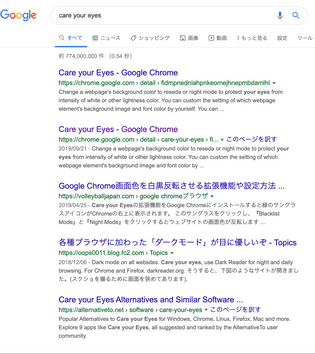 Google
care your eyes
すべて ニュース ショッピング 画像 動画 もっと見る 設定 ツール
約 774,000,000 件 (0.54 秒)
Care your Eyes - Google Chrome
https://chrome.google.com › detail ›
Change a webpage's background color to reseda or night mode to protect your eyes from
intensity of white or other lightness color. You can custom the setting of which webpage
element's background image and font color by yourself. You can ...
Care your Eyes - Google Chrome
https://chrome.google.com › detail › care-your-eyes › fi... このページを訳す
2019/09/21 - Change a webpage's background color to reseda or night mode to protect your
eyes from intensity of white or other lightness color. You can custom the setting of which
webpage element's background image and font color by ...
Google Chrome画面色を白黒反転させる拡張機能や設定方法 ...
https://volleyballjapan.com › google chromeブラウザ
2019/04/25 - Care your Eyesの拡張機能をGoogle Chromeにインストールすると緑のサングラ
スアイコンがChromeの右上に表示されます。 このサングラスをクリックし、「Blacklist
Mode」と「Night Mode」をクリックするとウェブサイトの画面色が反転します ...
各種ブラウザに加わった「ダークモード」が目に優しいぞ - Topics
https://oops0011.blog.fc2.com › Topics
2018/12/06 - Dark mode on all websites. Care your eyes, use Dark Reader for night and daily
browsing. For Chrome and Firefox. darkreader.org. そうすると、下図のようなサイトが開きまし
た。(スクショを撮るために画面を狭めてあります).
Care your Eyes Alternatives and Similar Software ...
https://alternativeto.net › software › care-your-eyes このページを訳す
Popular Alternatives to Care your Eyes for Windows, Chrome, Linux, Firefox, Mac and more.
Explore 9 apps like Care your Eyes, all suggested and ranked by the AlternativeTo user
community.